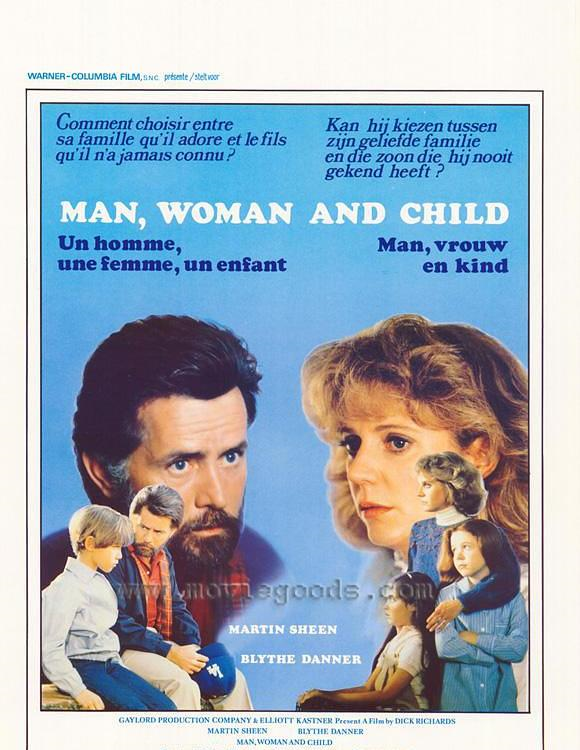 WARNER-COLUMBIA FILM, S.N.C. présente / stelt voor
Comment choisir entre
sa famille qu'il adore et le fils
qu'il n'a jamais connu?
Kan hij kiezen tussen
zijn geliefde familie
en die zoon die hij nooit
gekend heeft?
MAN, WOMAN AND CHILD
Un homme,
une femme, un enfant
Man, vrouw
en kind
www.moviegoods.com
MARTIN SHEEN
BLYTHE DANNER
GAYLORD PRODUCTION COMPANY & ELLIOTT KASTNER Present A Film by DICK RICHARDS
MARTIN SHEEN BLYTHE DANNER
MAN, WOMAN AND CHILD